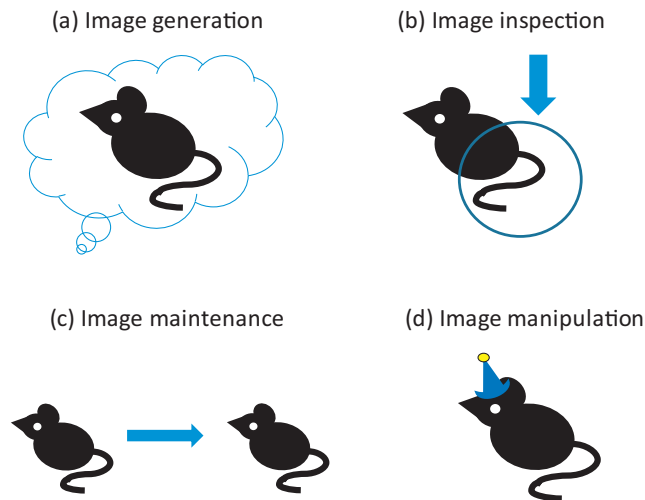 (a) Image generation
(b) Image inspection
(c) Image maintenance
(d) Image manipulation